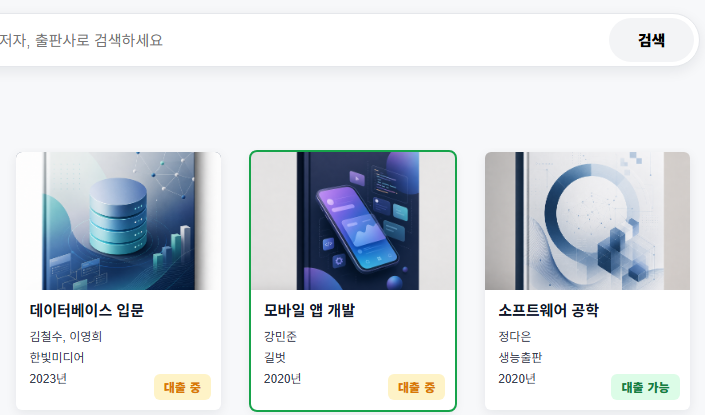 저자, 출판사로 검색하세요
검색
데이터베이스 입문
김철수, 이영희
한빛미디어
2023년
대출 중
모바일 앱 개발
강민준
길벗
2020년
대출 중
소프트웨어 공학
정다은
생능출판
2020년
대출 가능